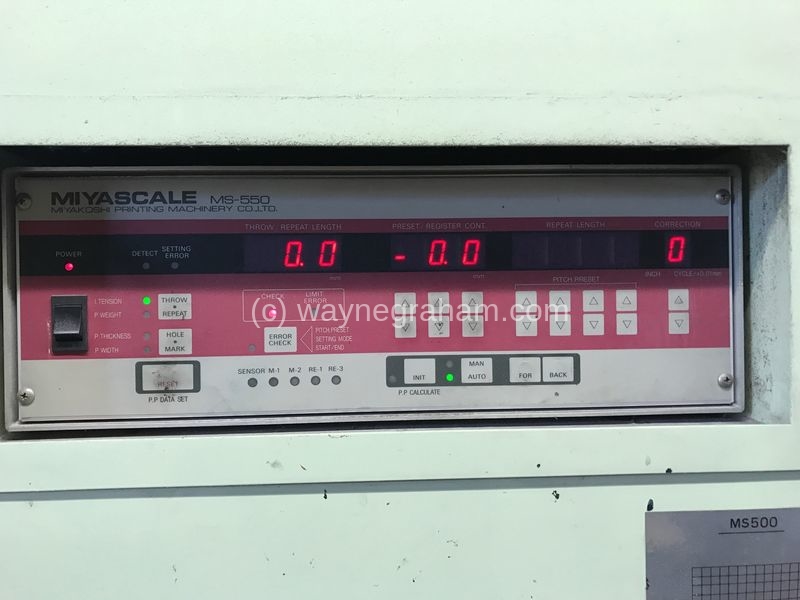 MIYASCALE MS-550
MIYAKOSHI PRINTING MACHINERY CO.,LTD.
THROW / REPEAT LENGTH PRESET / REGISTER CONT. REPEAT LENGTH CORRECTION
POWER DETECT SETTING ERROR
0.0 -0.0 0
mm mm INCH CYCLE/±0.01mm
PITCH PRESET
I.TENSION THROW REPEAT CHECK LIMIT ERROR
P WEIGHT
© waynegraham.com
P THICKNESS HOLE MARK ERROR CHECK PITCH.PRESET
SETTING MODE
P WIDTH START/END
RESET SENSOR M-1 M-2 RE-1 RE-3 INIT MAN AUTO FOR BACK
P.P DATA SET P.P CALCULATE
MS500